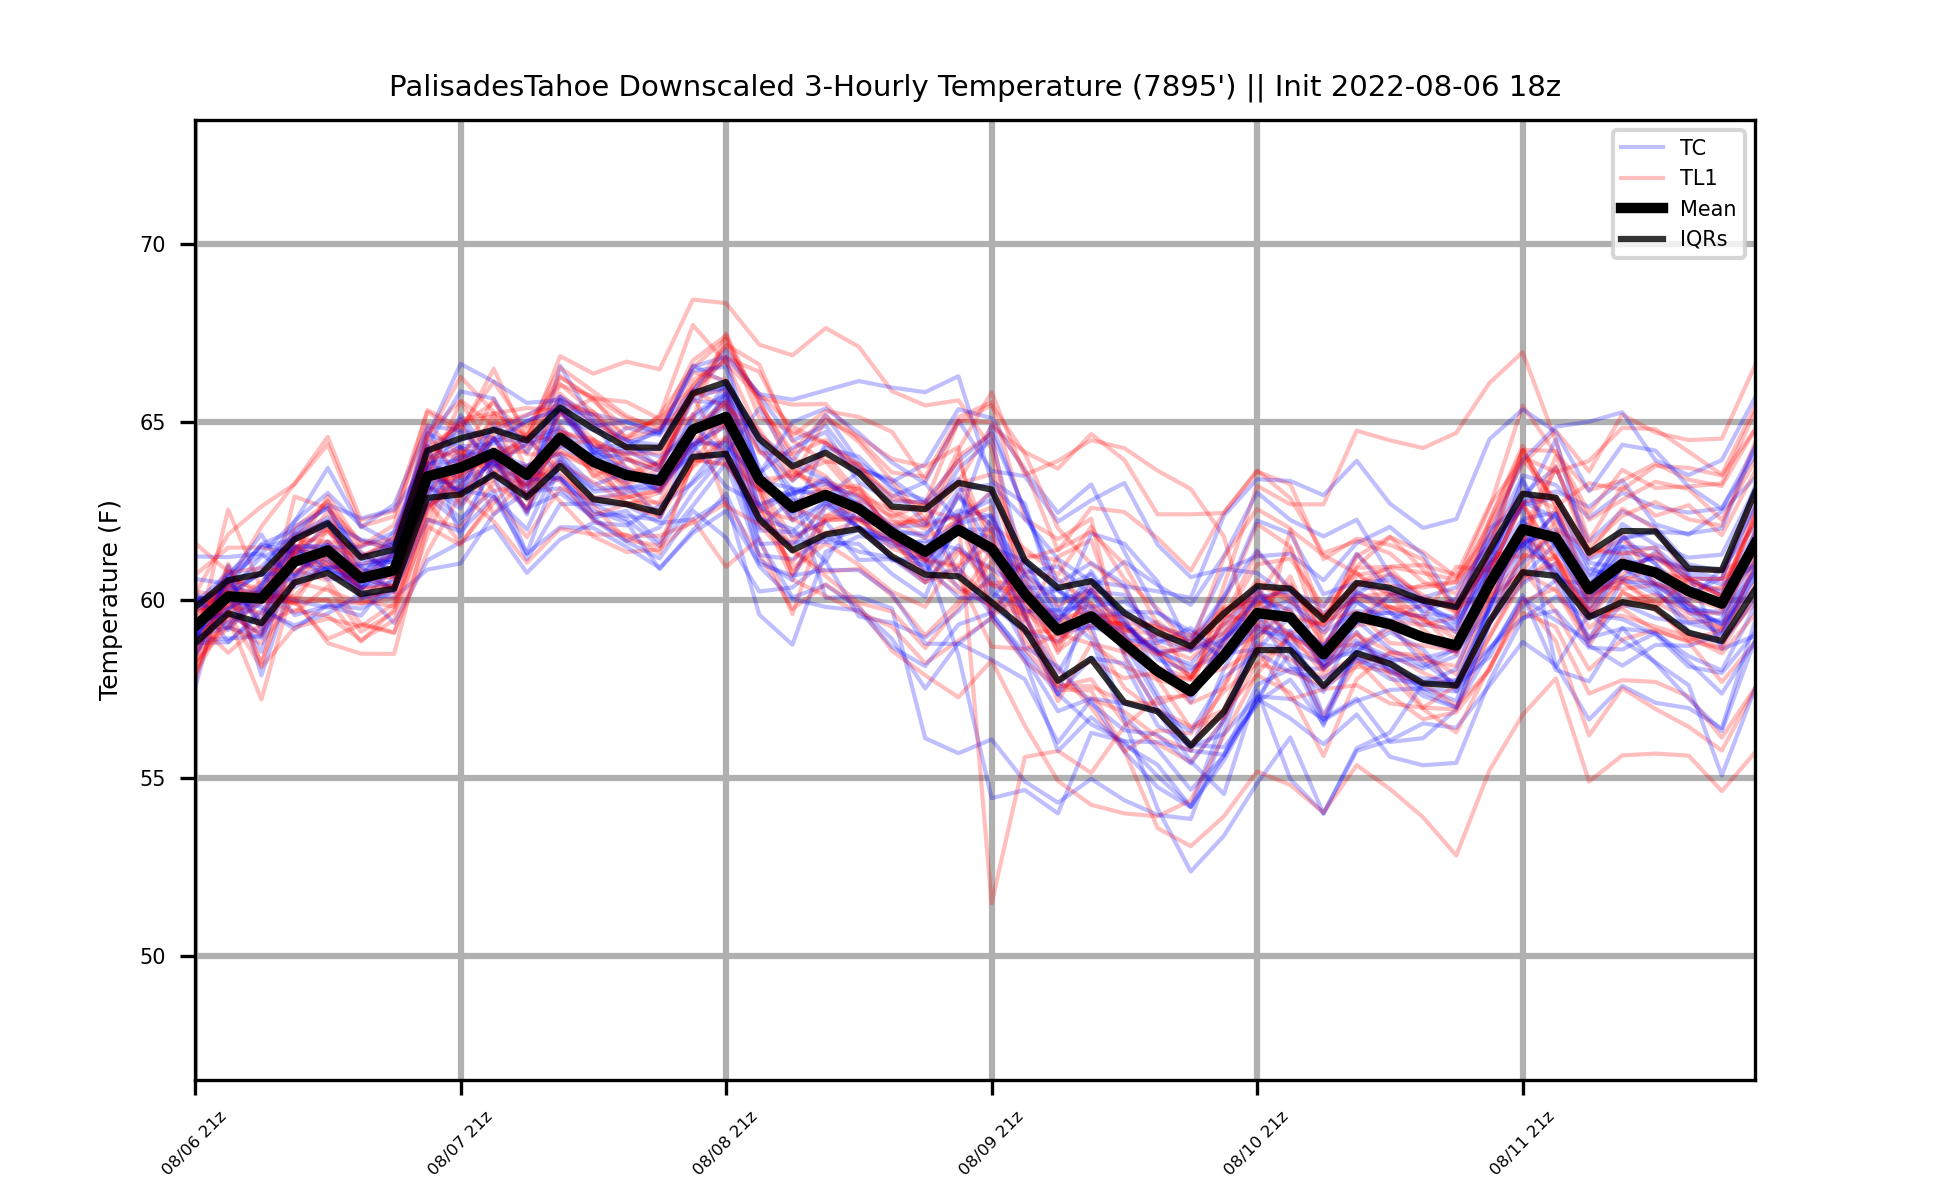 PalisadesTahoe Downscaled 3-Hourly Temperature (7895') || Init 2022-08-06 18z
TC
TL1
Mean
IQRs
Temperature (F)
70
65
60
55
50
08/06 21z
08/07 21z
08/08 21z
08/09 21z
08/10 21z
08/11 21z